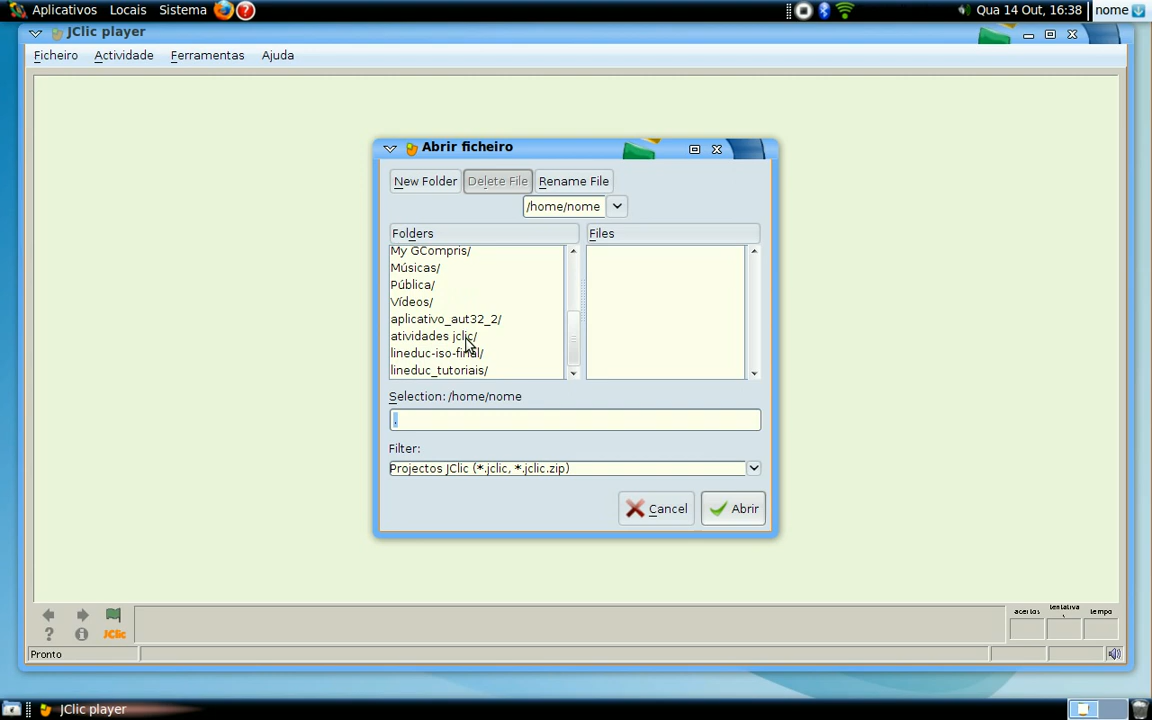 Aplicativos Locais Sistema Qua 14 Out, 16:38 nome
JClic player
Ficheiro Actividade Ferramentas Ajuda
Abrir ficheiro
New Folder Delete File Rename File
/home/nome
Folders Files
My GCompris/
Músicas/
Pública/
Vídeos/
aplicativo_aut32_2/
atividades jclic/
lineduc-iso-final/
lineduc_tutoriais/
Selection: /home/nome
.
Filter:
Projectos JClic (*.jclic, *.jclic.zip)
Cancel Abrir
acertos tentativa tempo
JClic
Pronto
JClic player